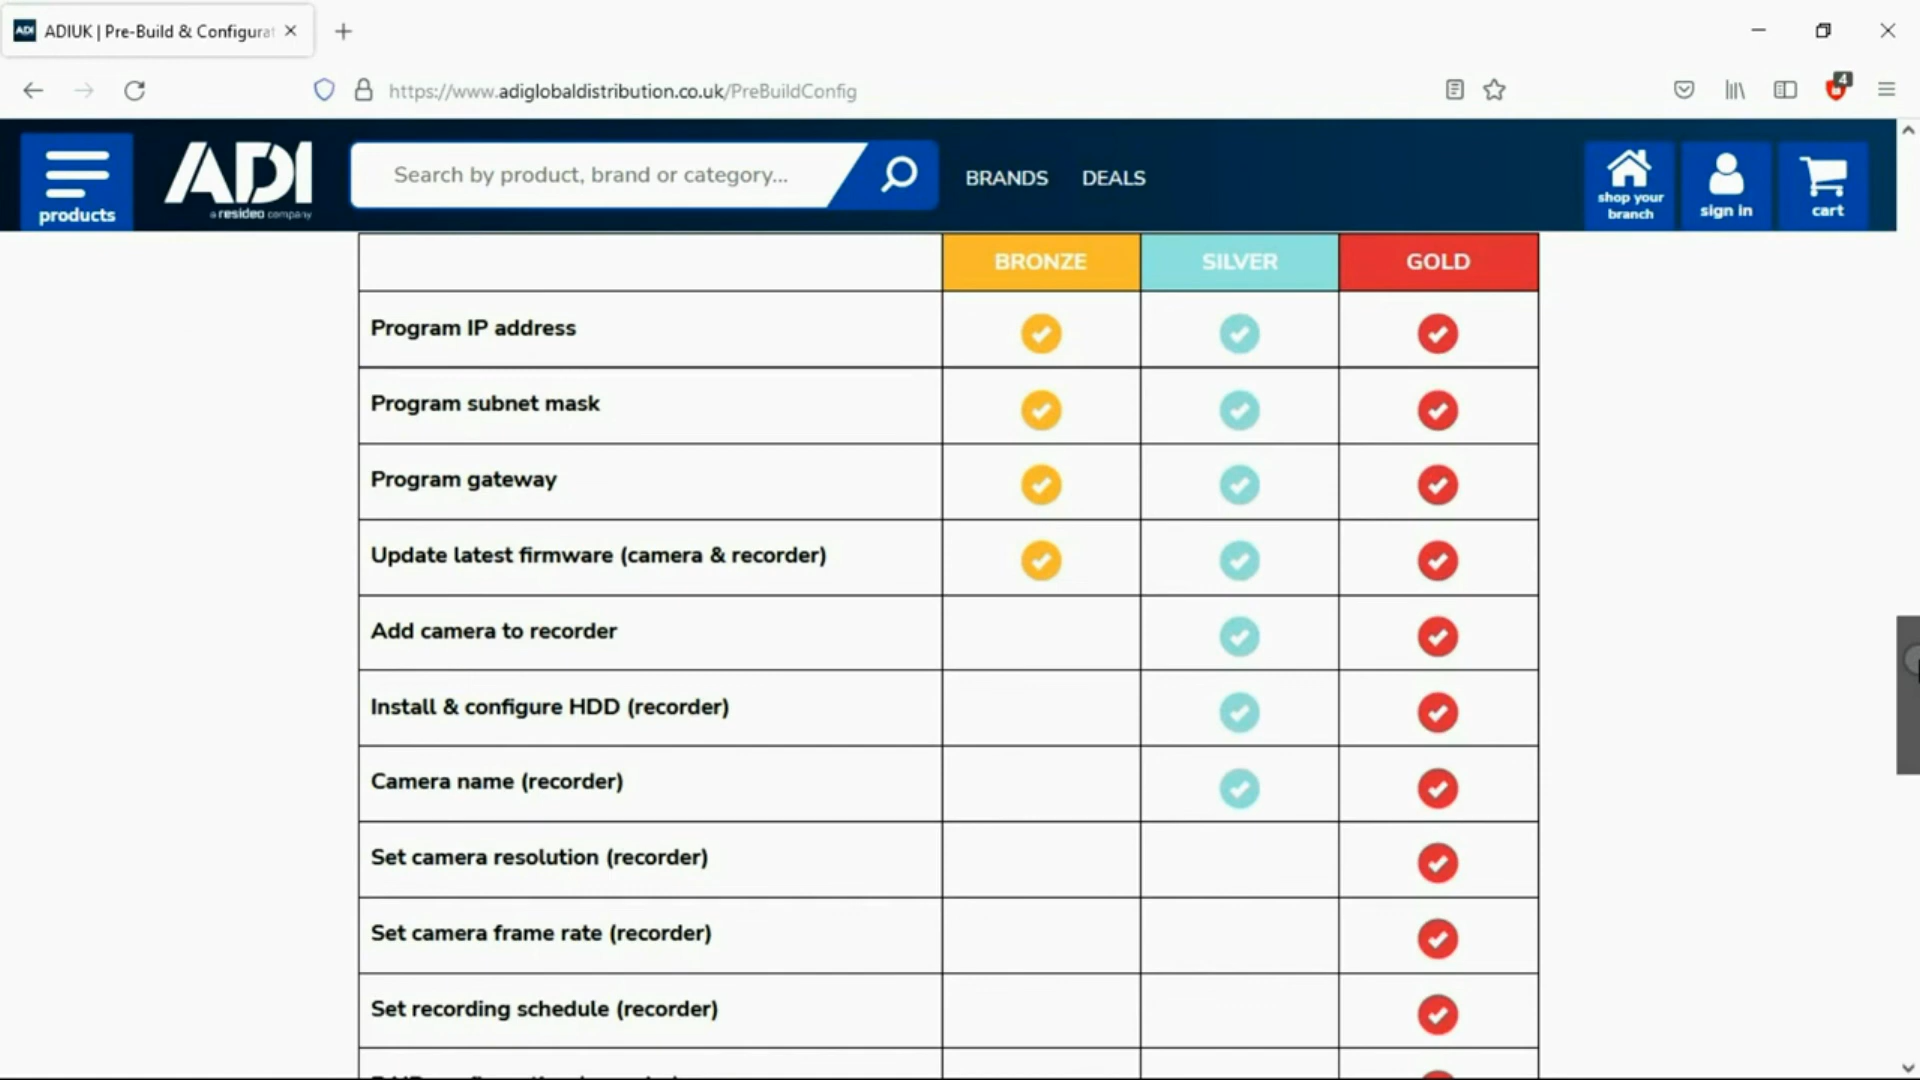 ADI
ADIUK | Pre-Build & Configurat
https://www.adiglobaldistribution.co.uk/PreBuildConfig
4
products
ADI
a resideo company
Search by product, brand or category...
BRANDS
DEALS
shop your
branch
sign in
cart
BRONZE
SILVER
GOLD
Program IP address
Program subnet mask
Program gateway
Update latest firmware (camera & recorder)
Add camera to recorder
Install & configure HDD (recorder)
Camera name (recorder)
Set camera resolution (recorder)
Set camera frame rate (recorder)
Set recording schedule (recorder)